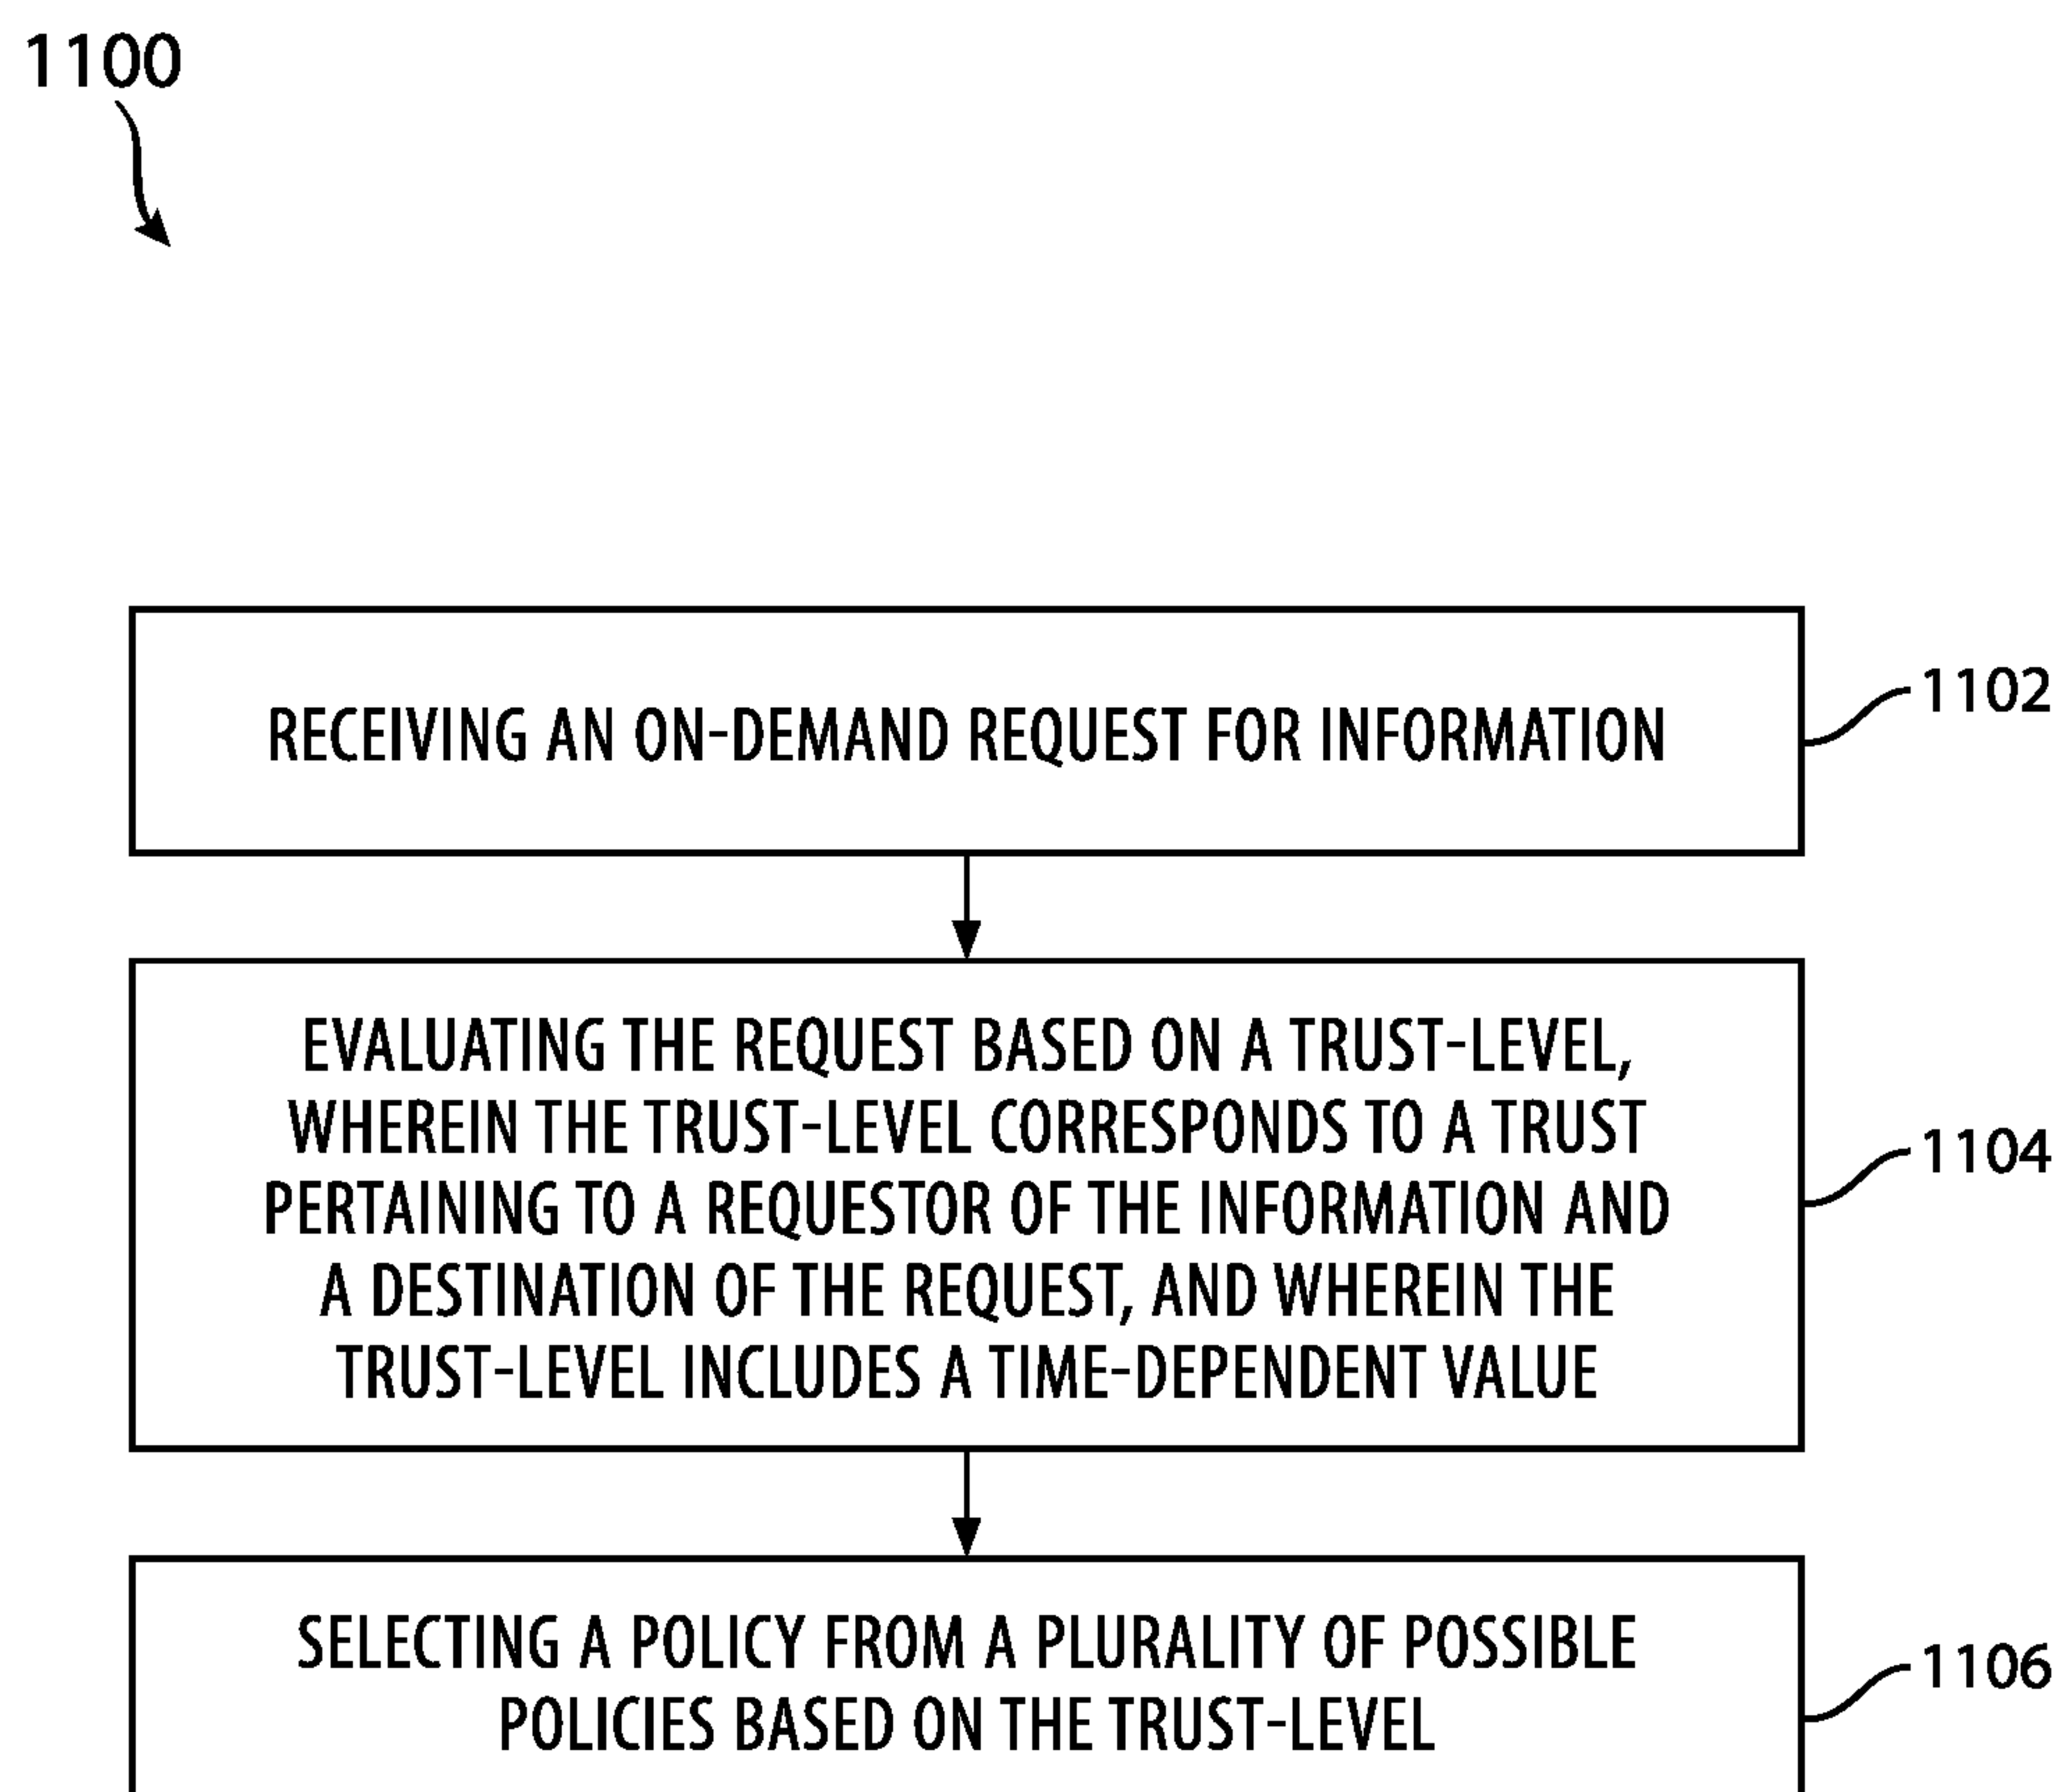 1100
RECEIVING AN ON-DEMAND REQUEST FOR INFORMATION
1102
EVALUATING THE REQUEST BASED ON A TRUST-LEVEL,
WHEREIN THE TRUST-LEVEL CORRESPONDS TO A TRUST
PERTAINING TO A REQUESTOR OF THE INFORMATION AND
A DESTINATION OF THE REQUEST, AND WHEREIN THE
TRUST-LEVEL INCLUDES A TIME-DEPENDENT VALUE
1104
SELECTING A POLICY FROM A PLURALITY OF POSSIBLE
POLICIES BASED ON THE TRUST-LEVEL
1106